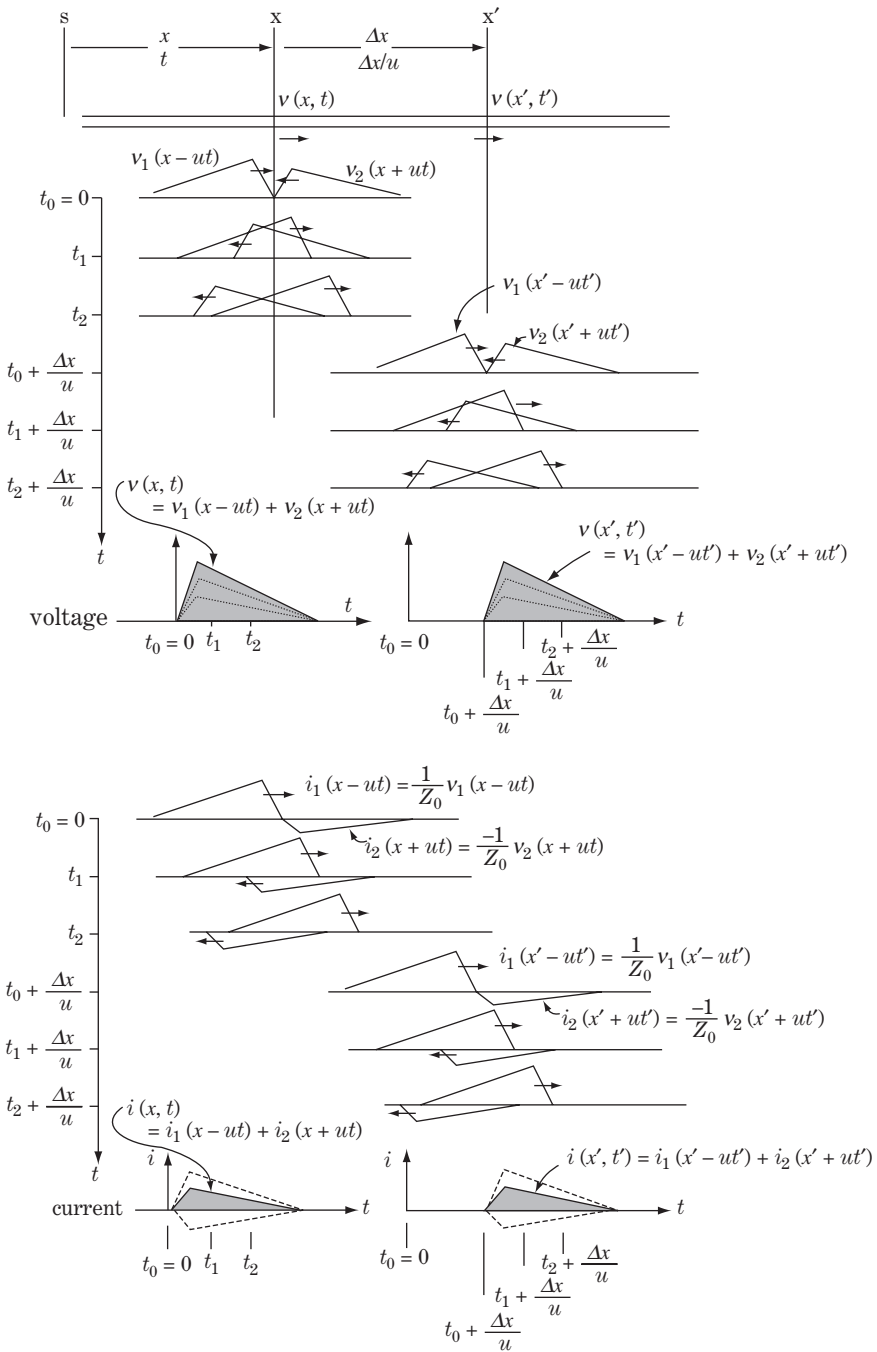 s x x′
x Δx
t Δx/u
v (x, t) v (x′, t′)
v₁ (x − ut) v₂ (x + ut)
t₀ = 0
t₁
v₁ (x′ − ut′)
t₂
v₂ (x′ + ut′)
t₀ + Δx/u
t₁ + Δx/u
t₂ + Δx/u
v (x, t)
= v₁ (x − ut) + v₂ (x + ut)
t
v (x′, t′)
= v₁ (x′ − ut′) + v₂ (x′ + ut′)
voltage t t
t₀ = 0 t₁ t₂ t₀ = 0 t₂ + Δx/u
t₁ + Δx/u
t₀ + Δx/u
i₁ (x − ut) = 1/Z₀ v₁ (x − ut)
t₀ = 0
i₂ (x + ut) = −1/Z₀ v₂ (x + ut)
t₁
t₂
i₁ (x′ − ut′) = 1/Z₀ v₁ (x′ − ut′)
t₀ + Δx/u
i₂ (x′ + ut′) = −1/Z₀ v₂ (x′ + ut′)
t₁ + Δx/u
t₂ + Δx/u
i (x, t)
= i₁ (x − ut) + i₂ (x + ut)
t i i i (x′, t′) = i₁ (x′ − ut′) + i₂ (x′ + ut′)
current t t
t₀ = 0 t₁ t₂ t₀ = 0 t₂ + Δx/u
t₁ + Δx/u
t₀ + Δx/u